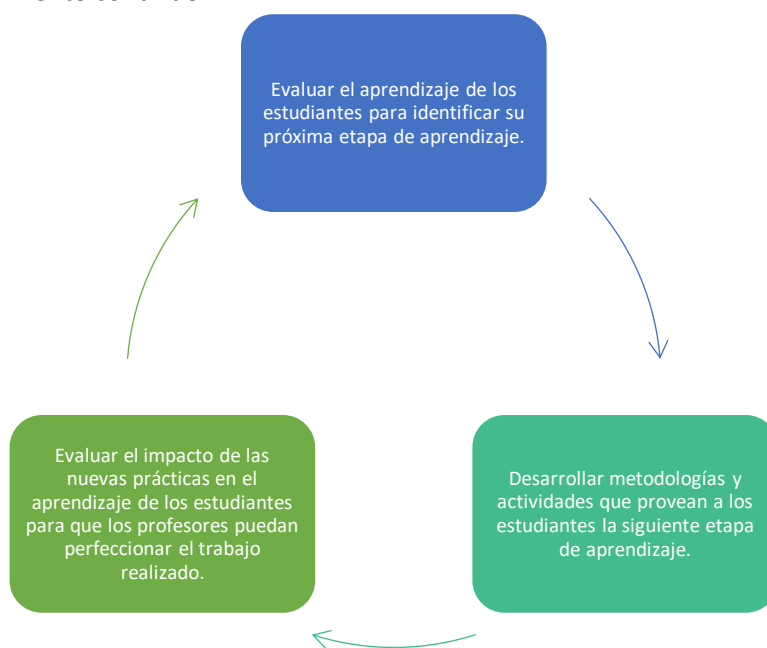 Evaluar el aprendizaje de los
estudiantes para identificar su
próxima etapa de aprendizaje.
Desarrollar metodologías y
actividades que provean a los
estudiantes la siguiente etapa
de aprendizaje.
Evaluar el impacto de las
nuevas prácticas en el
aprendizaje de los estudiantes
para que los profesores puedan
perfeccionar el trabajo
realizado.